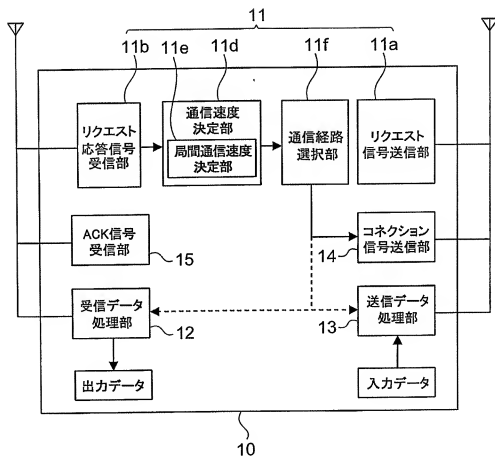 11
11b
11e
11d
11f
11a
リクエスト
応答信号
受信部
通信速度
決定部
局間通信速度
決定部
通信経路
選択部
リクエスト
信号送信部
ACK信号
受信部
15
コネクション
信号送信部
14
受信データ
処理部
12
送信データ
処理部
13
出力データ
入力データ
10